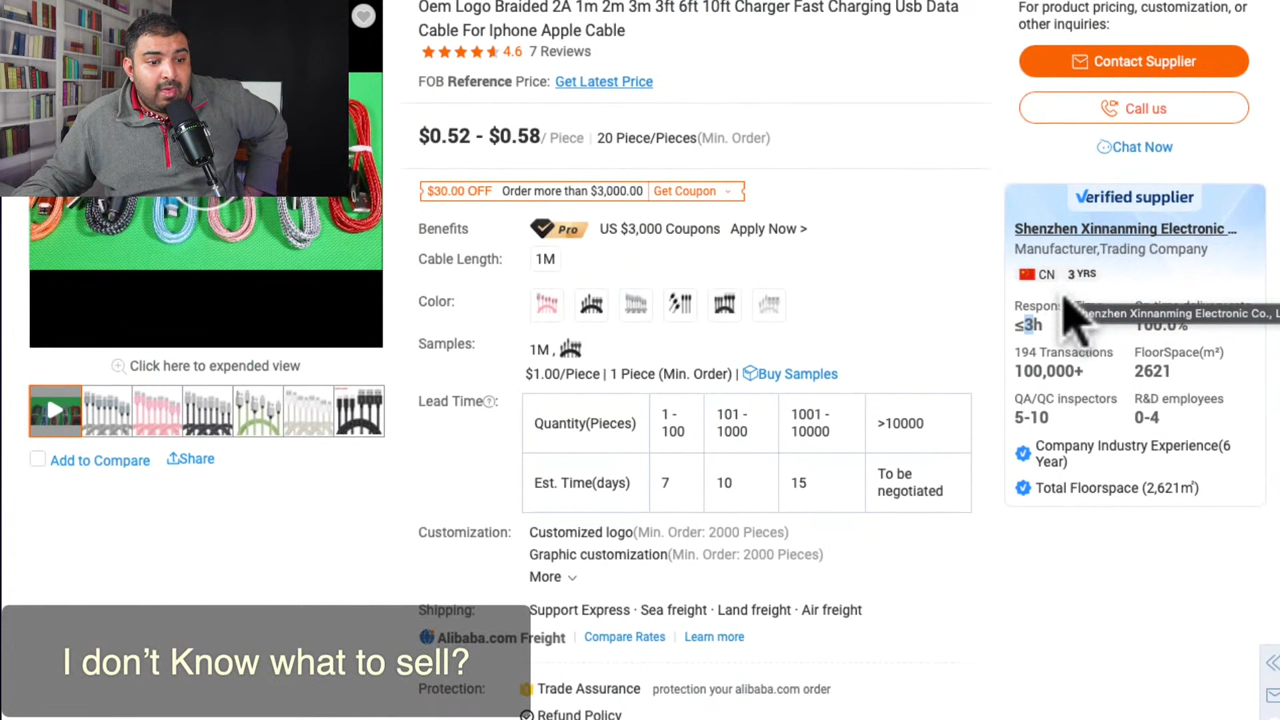 Oem Logo Braided 2A 1m 2m 3m 3ft 6ft 10ft Charger Fast Charging Usb Data
Cable For Iphone Apple Cable
4.6 7 Reviews
FOB Reference Price: Get Latest Price
$0.52 - $0.58/ Piece | 20 Piece/Pieces(Min. Order)
$30.00 OFF Order more than $3,000.00 Get Coupon
Benefits Pro US $3,000 Coupons Apply Now >
Cable Length: 1M
Color:
Samples: 1M ,
$1.00/Piece | 1 Piece (Min. Order) | Buy Samples
Lead Time
Quantity(Pieces) 1 - 100 101 - 1000 1001 - 10000 >10000
Est. Time(days) 7 10 15 To be negotiated
Customization: Customized logo(Min. Order: 2000 Pieces)
Graphic customization(Min. Order: 2000 Pieces)
More
Shipping: Support Express · Sea freight · Land freight · Air freight
Alibaba.com Freight Compare Rates Learn more
Protection: Trade Assurance protection your alibaba.com order
Refund Policy
Click here to expended view
Add to Compare Share
I don't Know what to sell?
For product pricing, customization, or
other inquiries:
Contact Supplier
Call us
Chat Now
Verified supplier
Shenzhen Xinnanming Electronic ...
Manufacturer,Trading Company
CN 3 YRS
≤3h 100.0%
Xinnanming Electronic Co.,
194 Transactions FloorSpace(m²)
100,000+ 2621
QA/QC inspectors R&D employees
5-10 0-4
Company Industry Experience(6
Year)
Total Floorspace (2,621㎡)